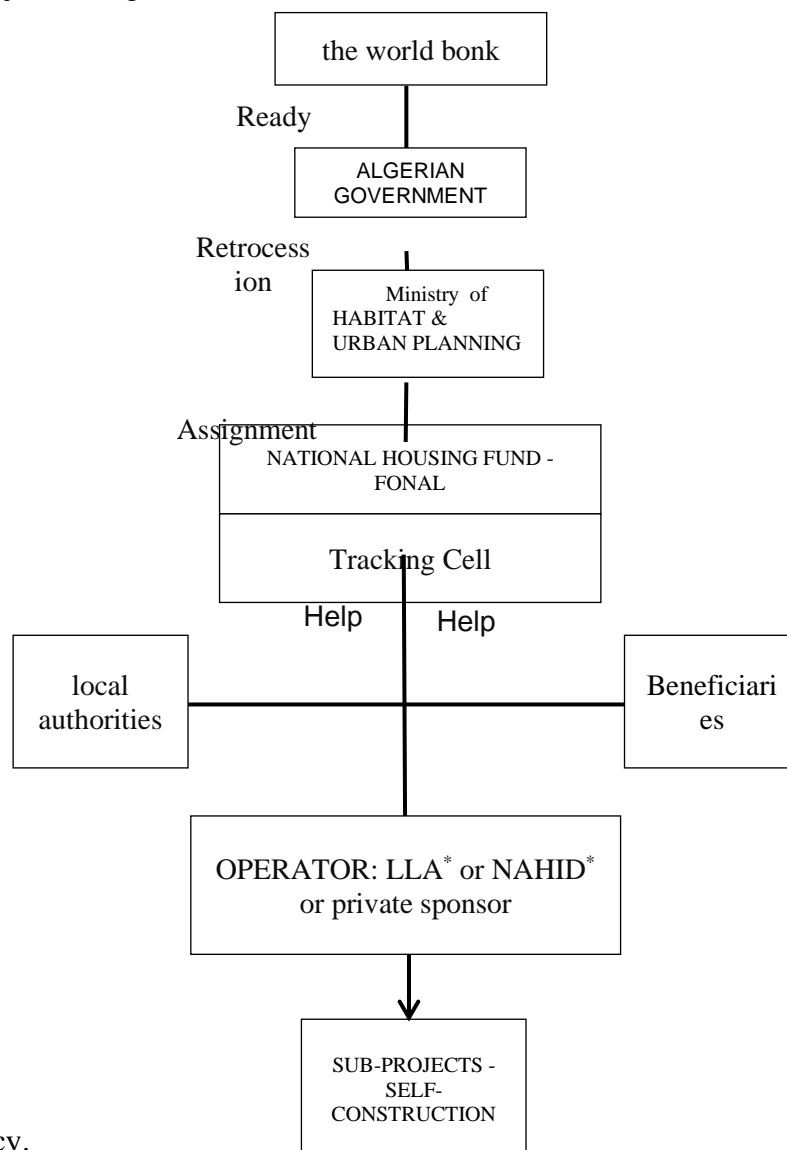 the world bonk
Ready
ALGERIAN
GOVERNMENT
Retrocess
ion
Ministry of
HABITAT &
URBAN PLANNING
Assignment
NATIONAL HOUSING FUND -
FONAL
Tracking Cell
Help Help
local
authorities
Beneficiari
es
OPERATOR: LLA* or NAHID*
or private sponsor
SUB-PROJECTS -
SELF-
CONSTRUCTION
cy.